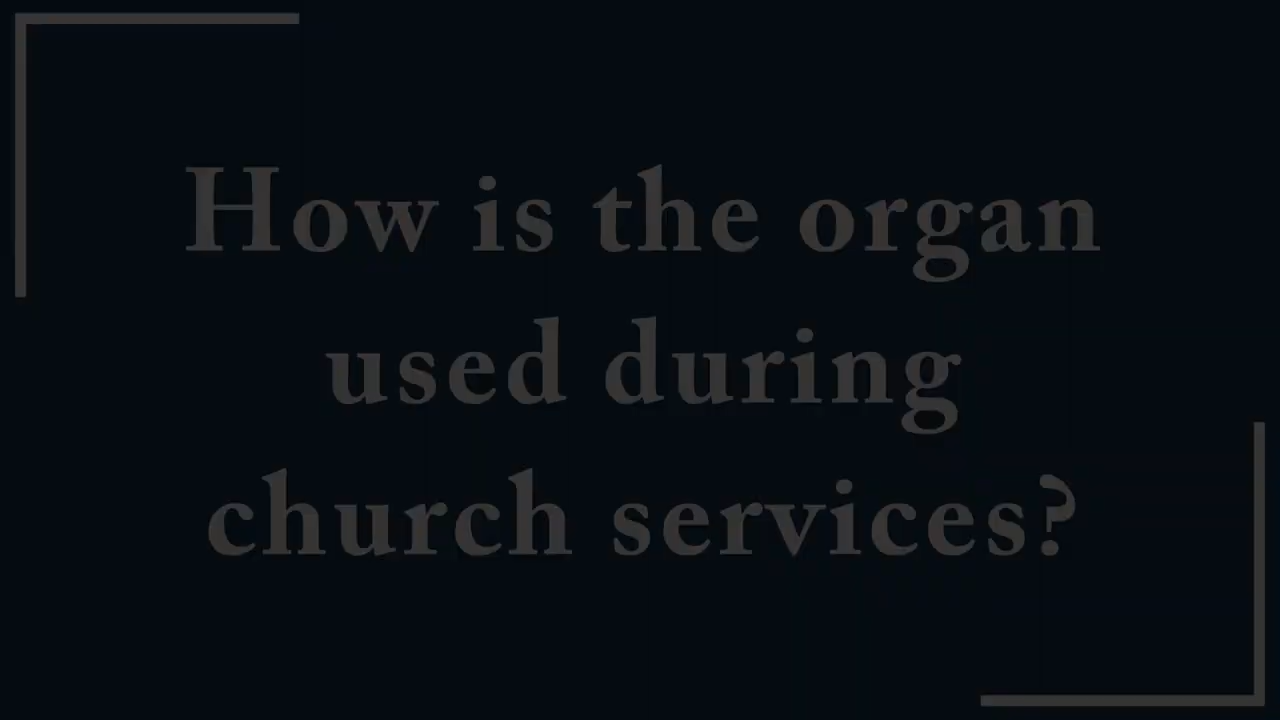 How is the organ
used during
church services?